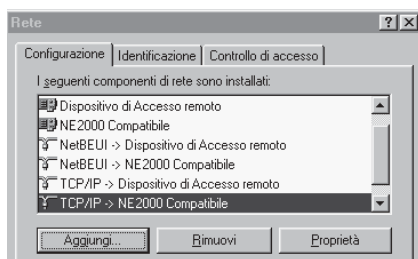 Rete
Configurazione Identificazione Controllo di accesso
I seguenti componenti di rete sono installati:
Dispositivo di Accesso remoto
NE2000 Compatibile
NetBEUI -> Dispositivo di Accesso remoto
NetBEUI -> NE2000 Compatibile
TCP/IP -> Dispositivo di Accesso remoto
TCP/IP -> NE2000 Compatibile
Aggiungi... Rimuovi Proprietà